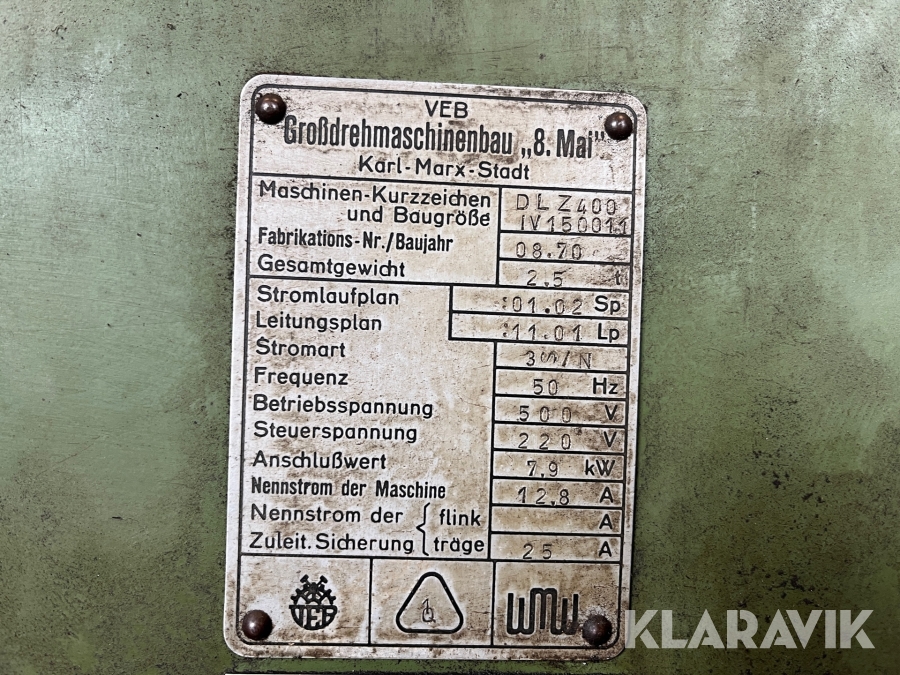 VEB
Großdrehmaschinenbau „8. Mai"
Karl-Marx-Stadt
Maschinen-Kurzzeichen DLZ400
und Baugröße IV150011
Fabrikations-Nr./Baujahr 08.70
Gesamtgewicht 2.5 t
Stromlaufplan :01.02 Sp
Leitungsplan :11.01 Lp
Stromart 3∽/N
Frequenz 50 Hz
Betriebsspannung 500 V
Steuerspannung 220 V
Anschlußwert 7,9 kW
Nennstrom der Maschine 12,8 A
Nennstrom der { flink A
Zuleit. Sicherung { träge 25 A
VEB 1 WMW
KLARAVIK